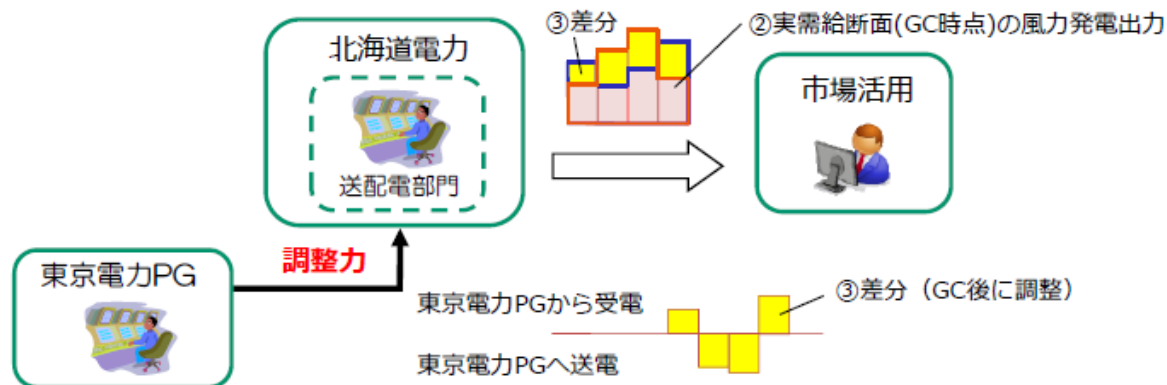 ③差分
②実需給断面(GC時点)の風力発電出力
北海道電力
市場活用
送配電部門
東京電力PG
調整力
東京電力PGから受電
③差分（GC後に調整）
東京電力PGへ送電